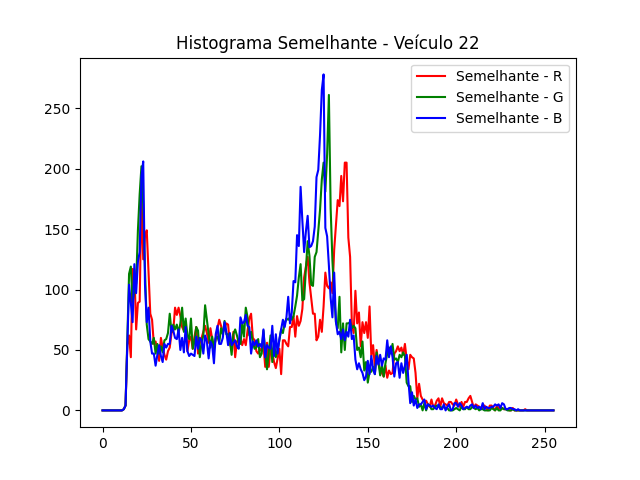 Histograma Semelhante - Veículo 22
Semelhante - R
Semelhante - G
Semelhante - B
250
200
150
100
50
0
0 50 100 150 200 250